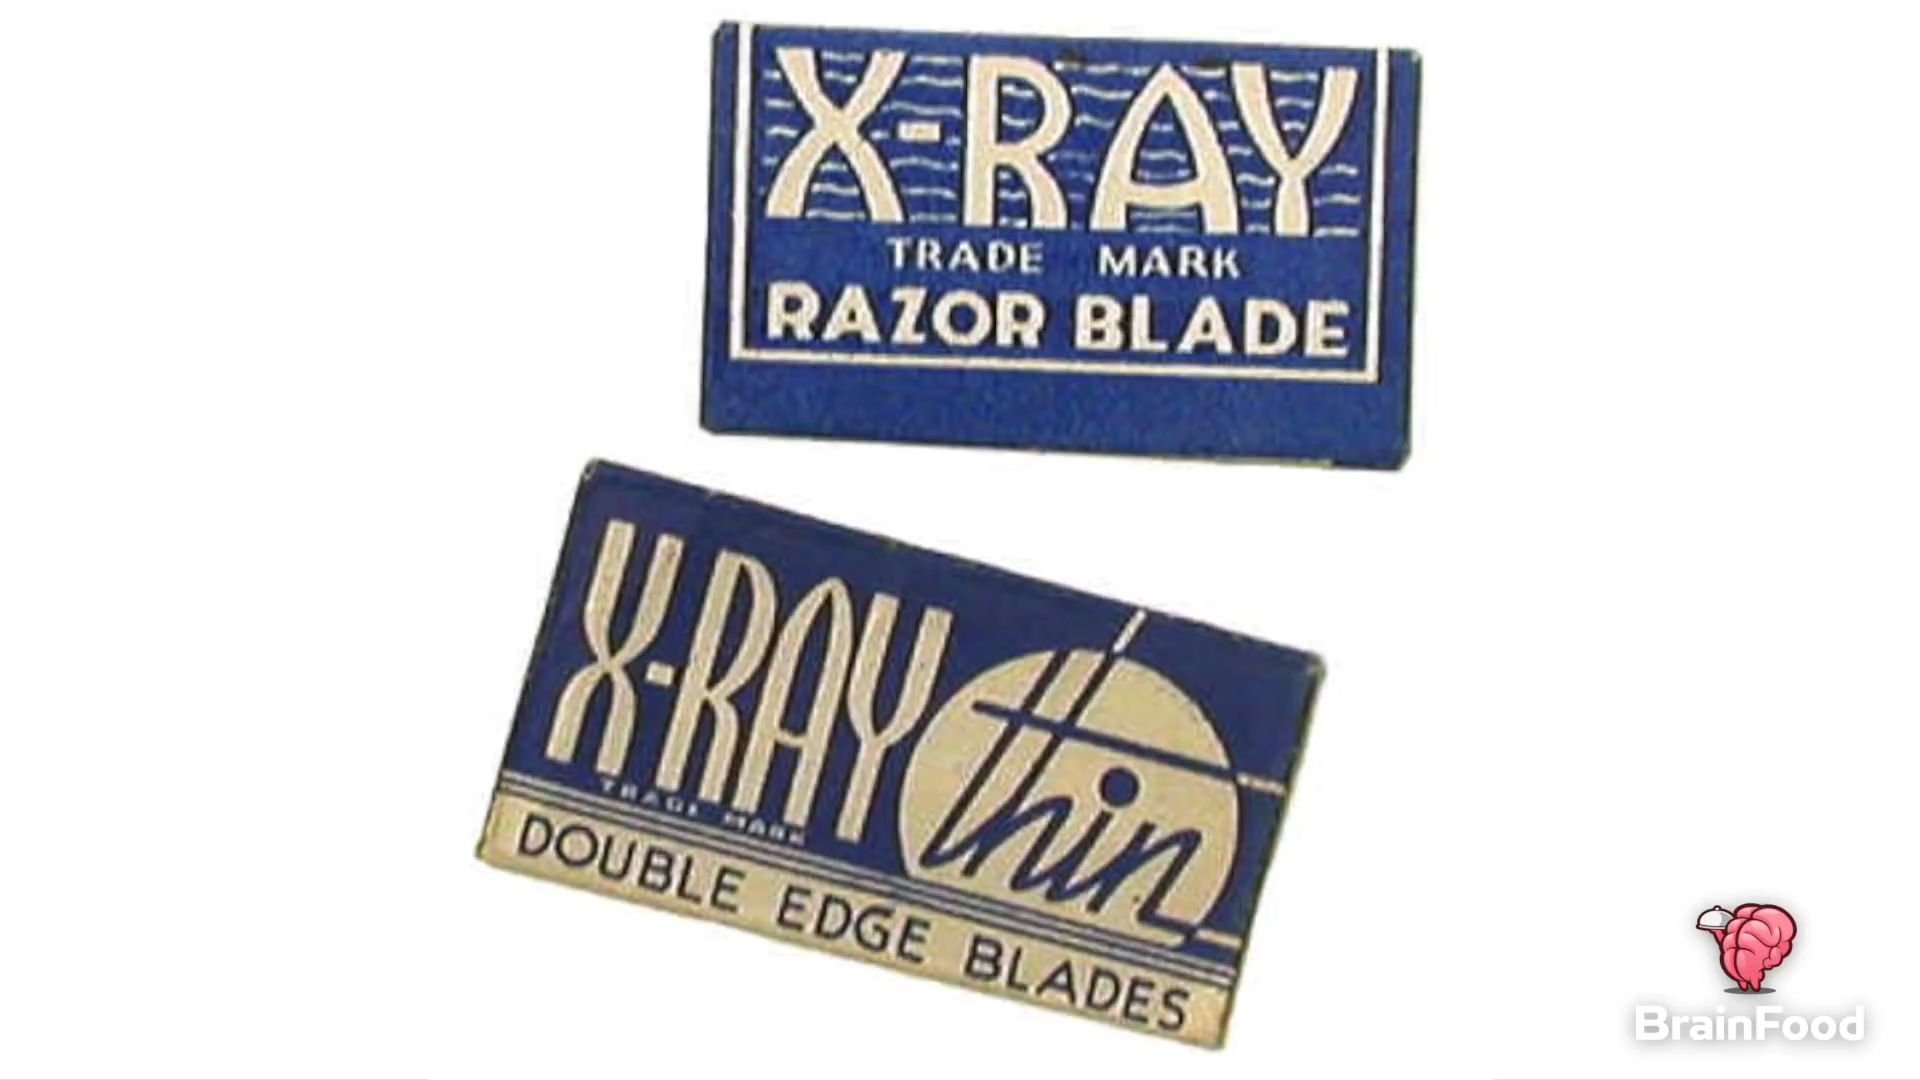 X-RAY
TRADE MARK
RAZOR BLADE
X-RAY thin
TRADE MARK
DOUBLE EDGE BLADES
BrainFood